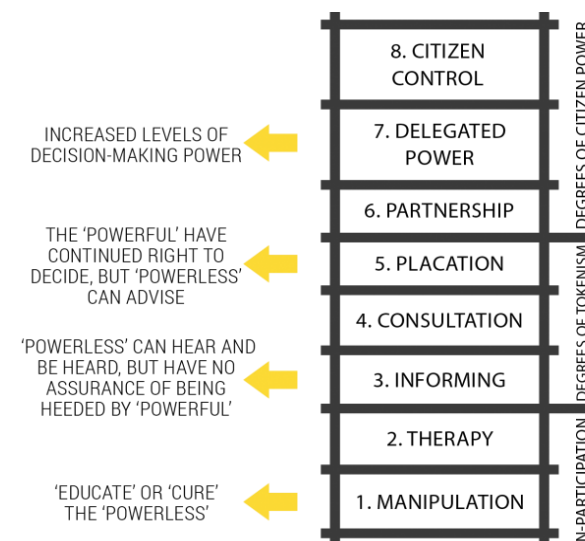 8. CITIZEN
CONTROL
INCREASED LEVELS OF
DECISION-MAKING POWER
7. DELEGATED
POWER
6. PARTNERSHIP
DEGREES OF CITIZEN POWER
THE ‘POWERFUL’ HAVE
CONTINUED RIGHT TO
DECIDE, BUT ‘POWERLESS’
CAN ADVISE
5. PLACATION
4. CONSULTATION
‘POWERLESS’ CAN HEAR AND
BE HEARD, BUT HAVE NO
ASSURANCE OF BEING
HEEDED BY ‘POWERFUL’
3. INFORMING
DEGREES OF TOKENISM
2. THERAPY
‘EDUCATE’ OR ‘CURE’
THE ‘POWERLESS’
1. MANIPULATION
N-PARTICIPATION